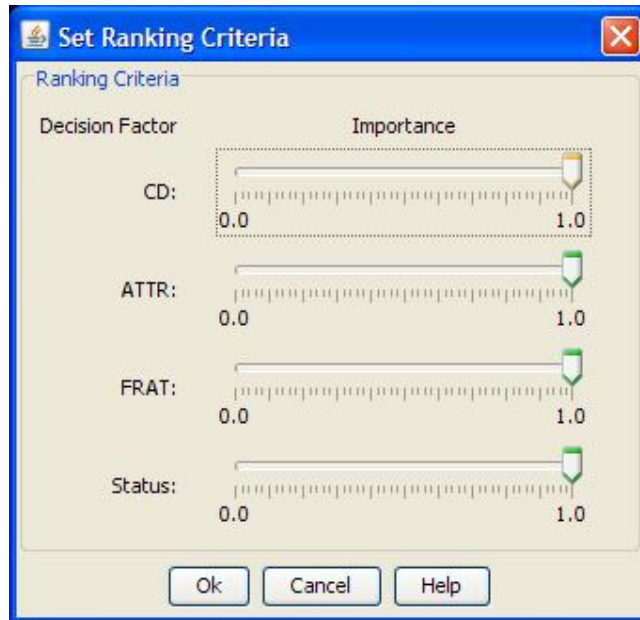 Set Ranking Criteria
Ranking Criteria
Decision Factor Importance
CD:
0.0 1.0
ATTR:
0.0 1.0
FRAT:
0.0 1.0
Status:
0.0 1.0
Ok Cancel Help